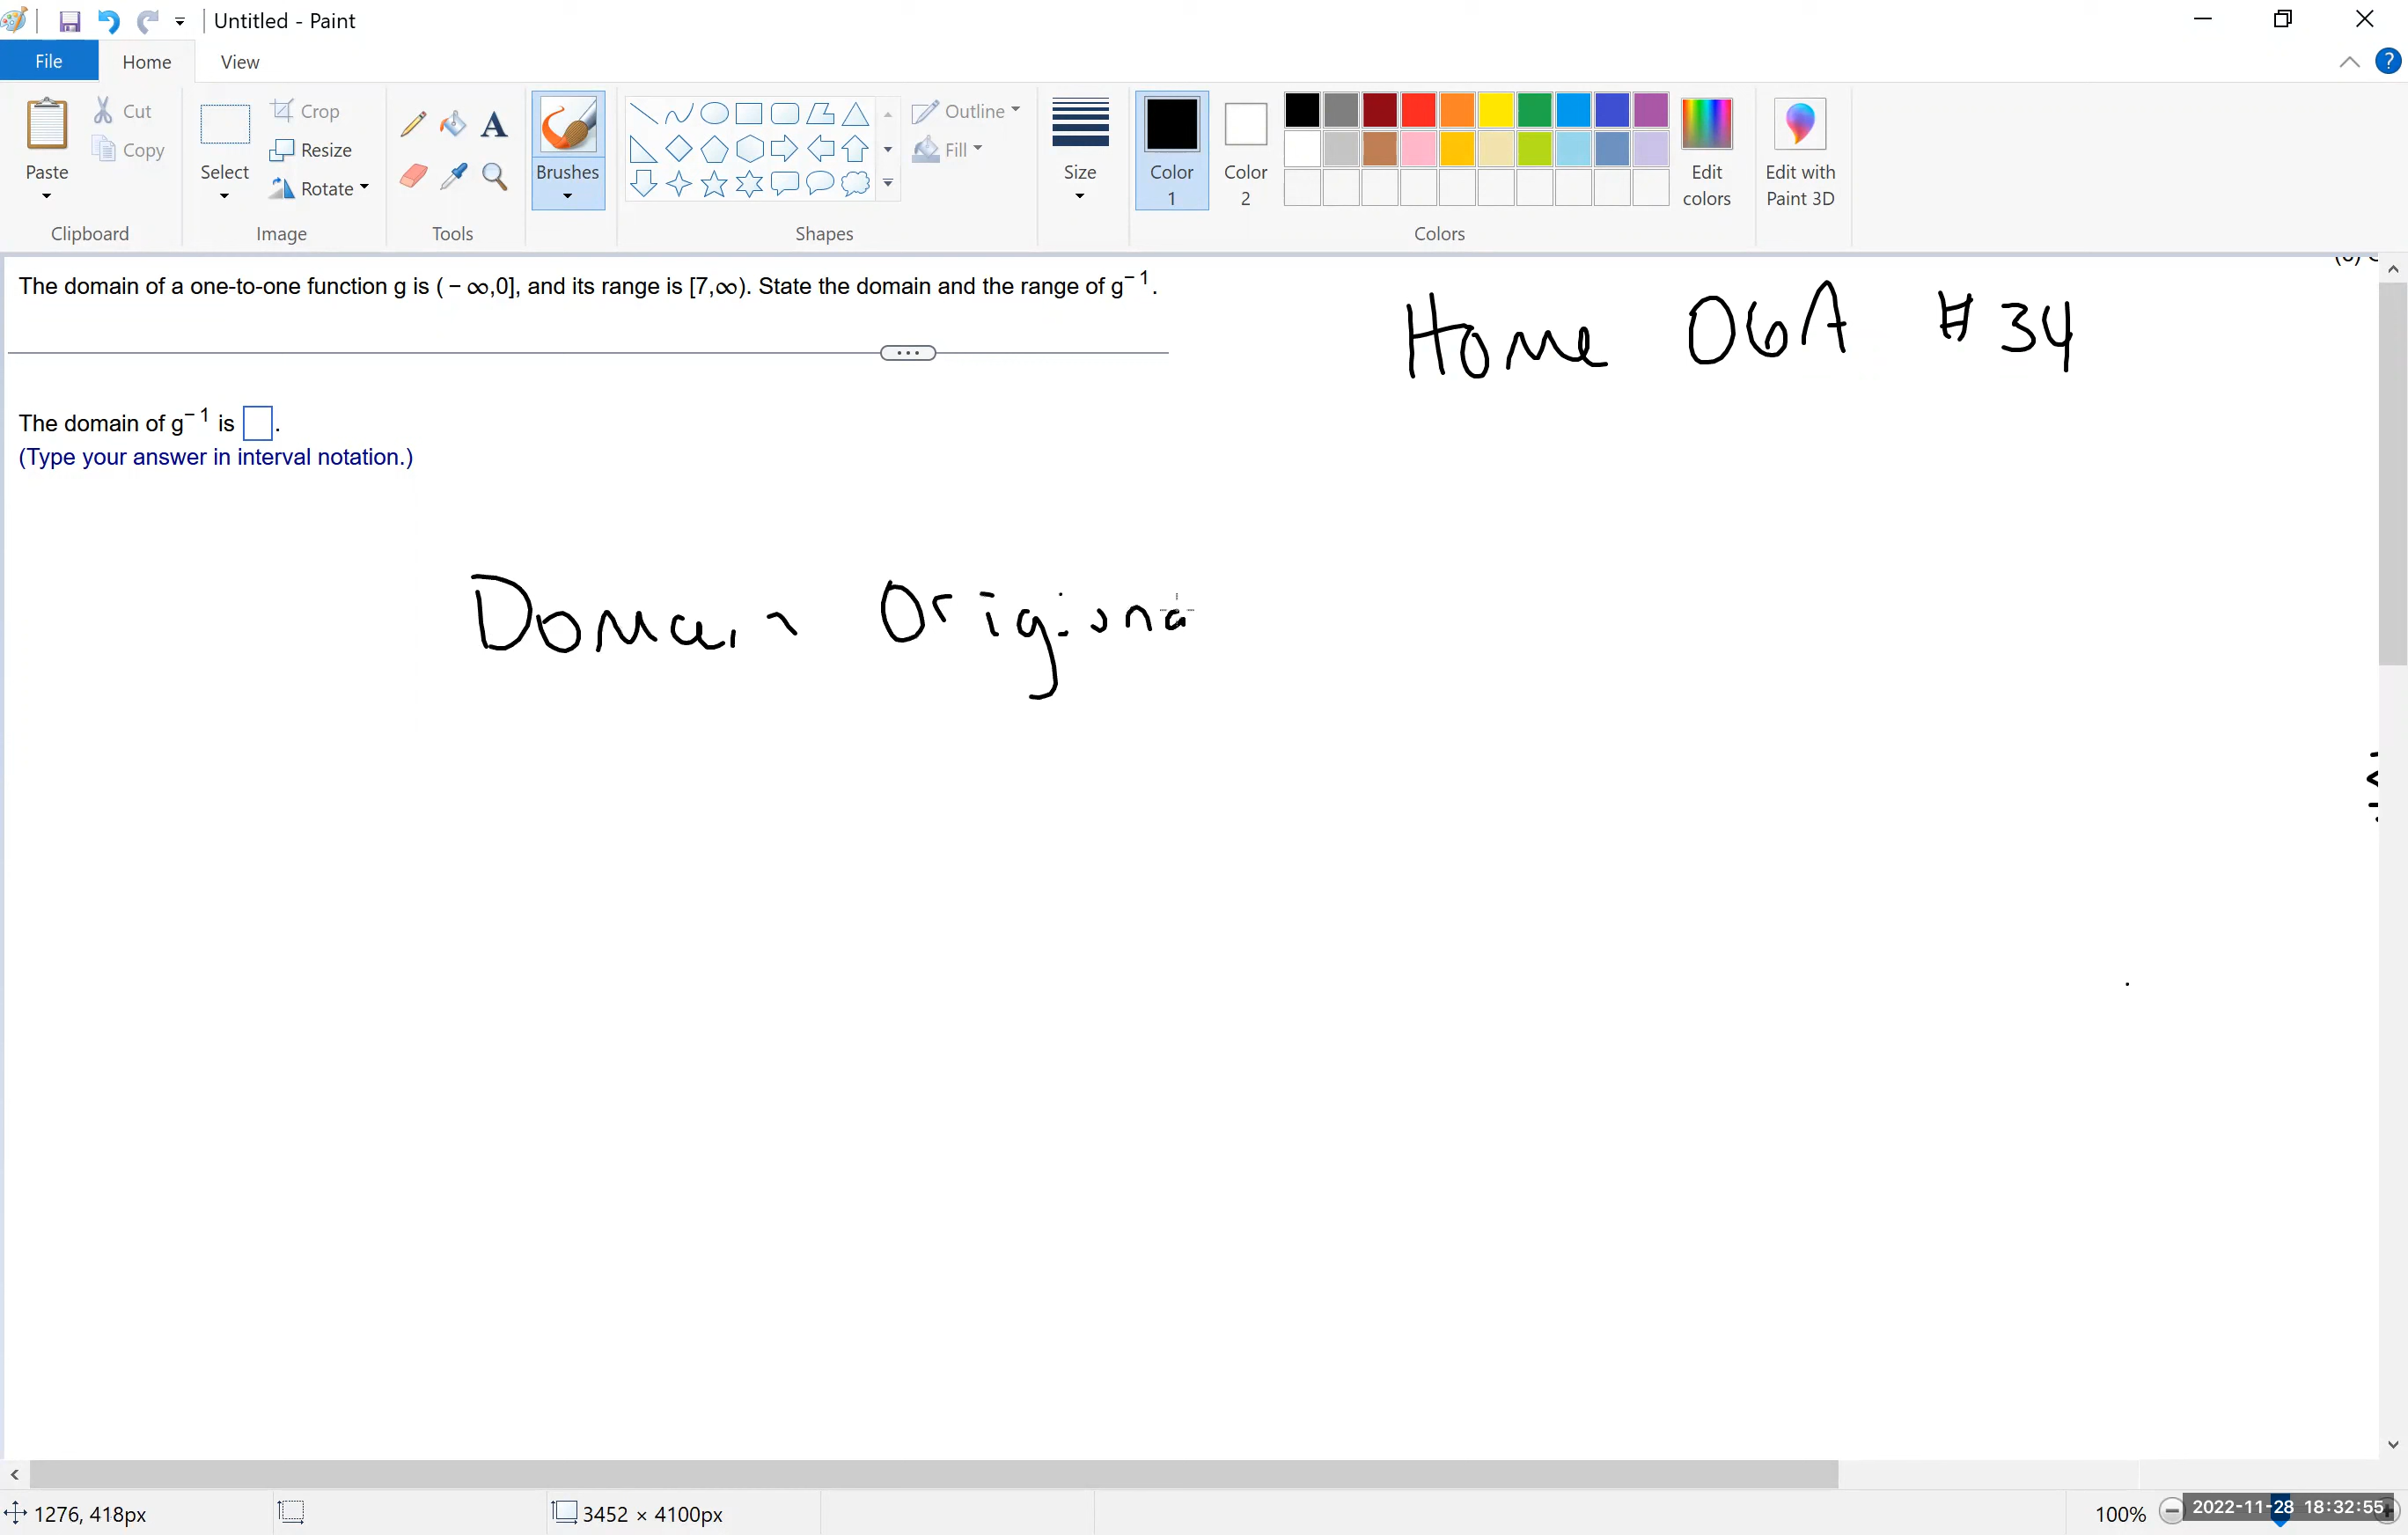 Untitled - Paint
File Home View
Paste Cut Copy Select Crop Resize Rotate Brushes Outline Fill Size Color 1 Color 2 Edit colors Edit with Paint 3D
Clipboard Image Tools Shapes Colors
The domain of a one-to-one function g is (−∞,0], and its range is [7,∞). State the domain and the range of g⁻¹.
Home 06A #34
The domain of g⁻¹ is .
(Type your answer in interval notation.)
Domain
1276, 418px 3452 × 4100px 100% 2022-11-28 18:32:55